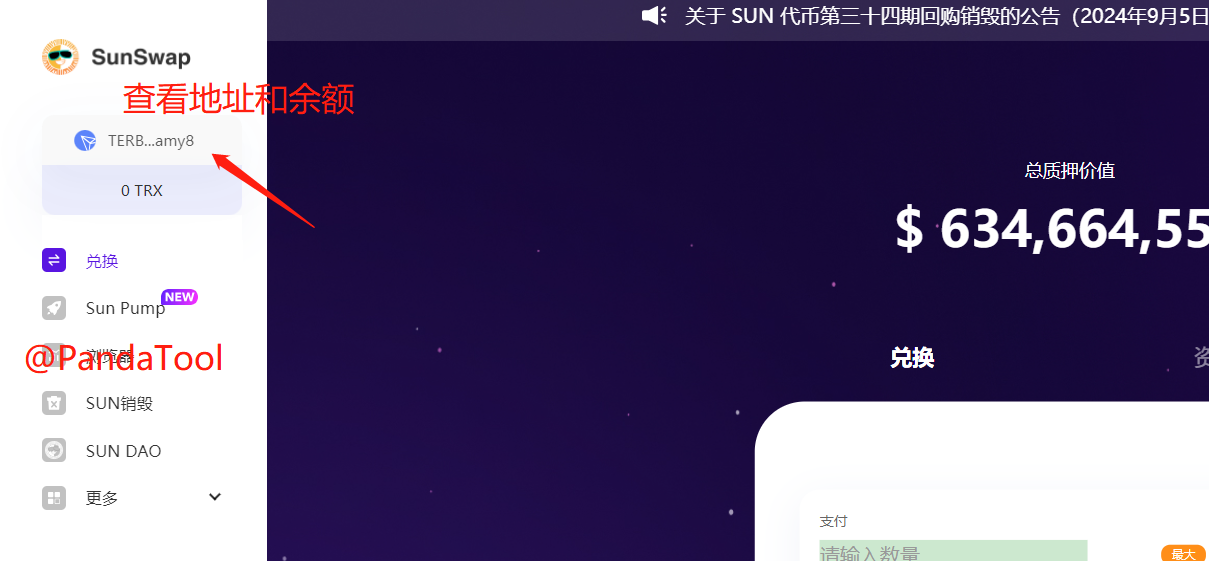 关于 SUN 代币第三十四期回购销毁的公告（2024年9月5日
SunSwap
查看地址和余额
TERB...amy8
0 TRX
总质押价值
$ 634,664,55
兑换
Sun Pump
NEW
浏览器
@PandaTool
兑换
资
SUN销毁
SUN DAO
更多
支付
请输入数量
最大